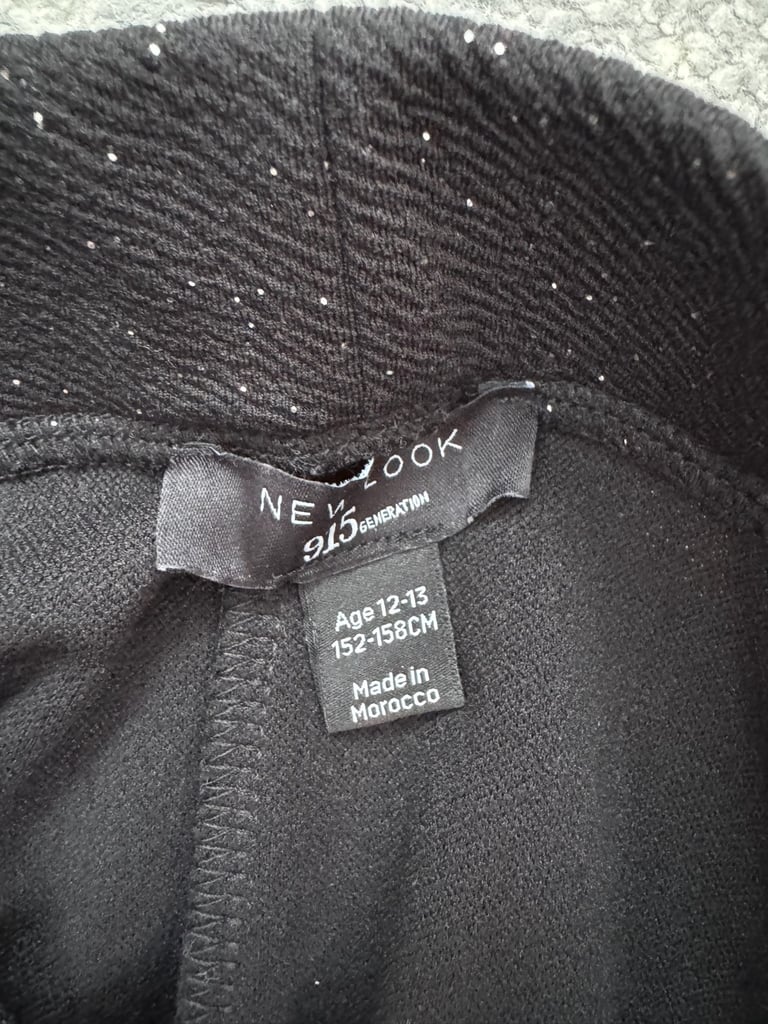 NEW LOOK
915 GENERATION
Age 12-13
152-158CM
Made in
Morocco